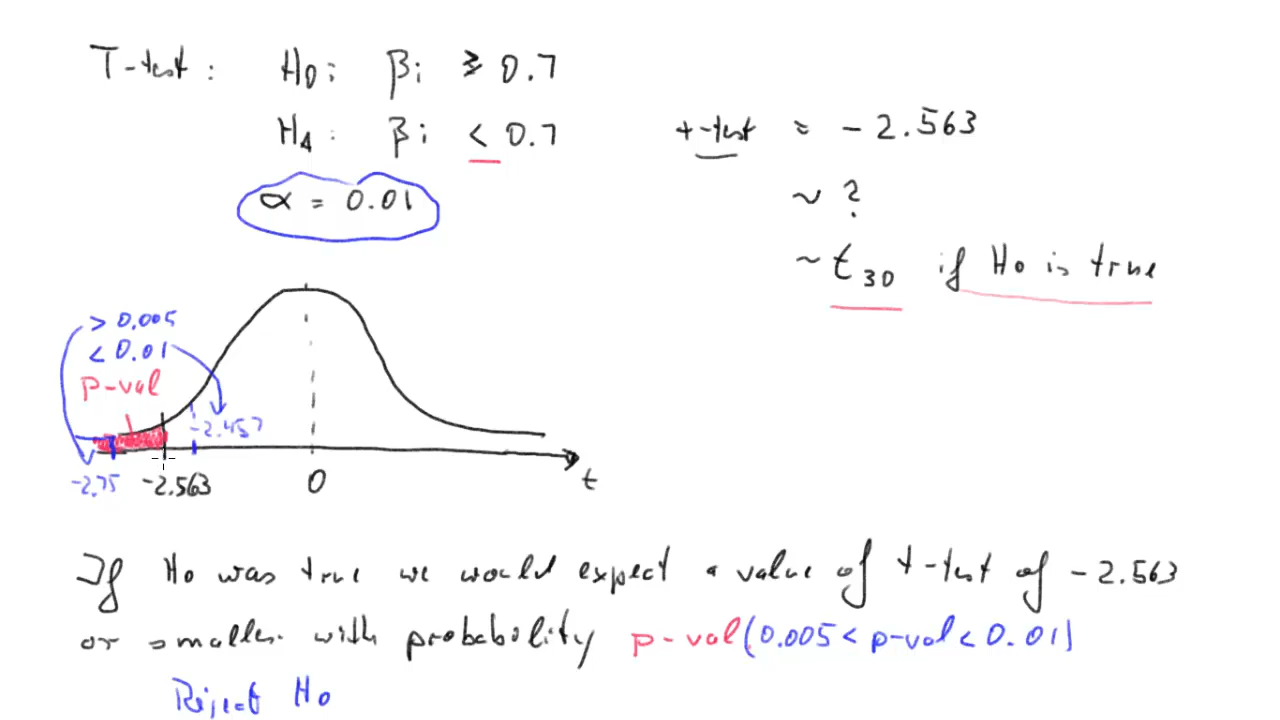 T-test : H0: βi ≥ 0.7
HA: βi < 0.7
α = 0.01
t-test = -2.563
~ ?
~ t30 if H0 is true
> 0.005
< 0.01
p-val
-2.457
-2.75 -2.563 0 t
If H0 was true we would expect a value of t-test of -2.563
or smaller with probability p-val (0.005 < p-val < 0.01)
Reject H0